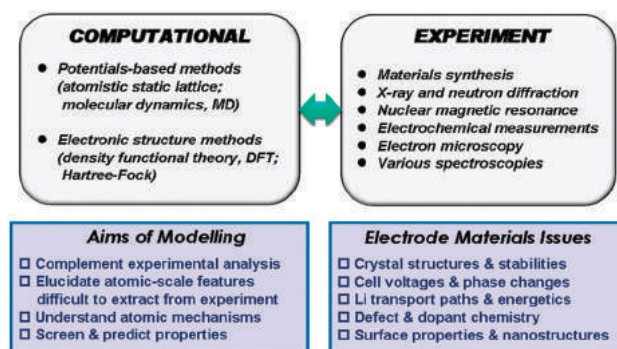 COMPUTATIONAL
● Potentials-based methods
(atomistic static lattice;
molecular dynamics, MD)
● Electronic structure methods
(density functional theory, DFT;
Hartree-Fock)
EXPERIMENT
● Materials synthesis
● X-ray and neutron diffraction
● Nuclear magnetic resonance
● Electrochemical measurements
● Electron microscopy
● Various spectroscopies
Aims of Modelling
□ Complement experimental analysis
□ Elucidate atomic-scale features
difficult to extract from experiment
□ Understand atomic mechanisms
□ Screen & predict properties
Electrode Materials Issues
□ Crystal structures & stabilities
□ Cell voltages & phase changes
□ Li transport paths & energetics
□ Defect & dopant chemistry
□ Surface properties & nanostructures